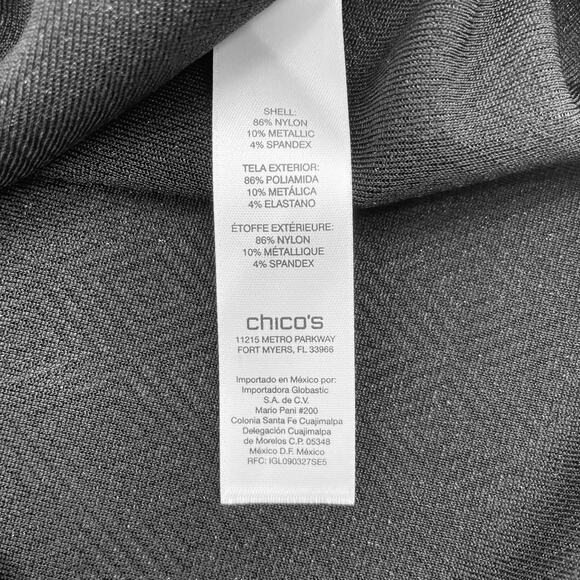 SHELL:
86% NYLON
10% METALLIC
4% SPANDEX
TELA EXTERIOR:
86% POLIAMIDA
10% METÁLICA
4% ELASTANO
ÉTOFFE EXTÉRIEURE:
86% NYLON
10% MÉTALLIQUE
4% SPANDEX
chico's
11215 METRO PARKWAY
FORT MYERS, FL 33966
Importado en México por:
Importadora Globastic
S.A. de C.V.
Mario Pani #200
Colonia Santa Fe Cuajimalpa
Delegación Cuajimalpa
de Morelos C.P. 05348
México D.F. México
RFC: IGL090327SE5